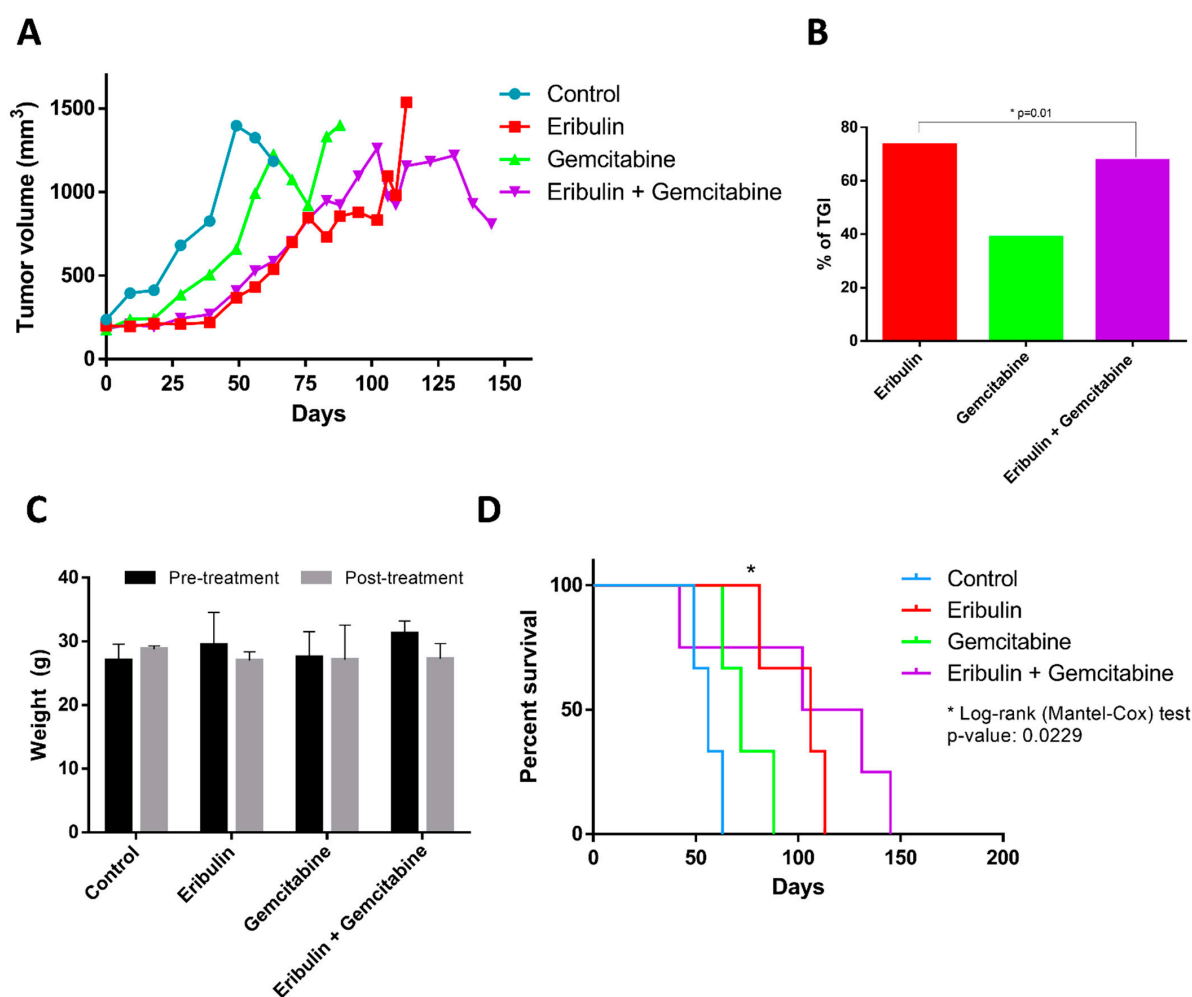 A
Tumor volume (mm³)
1500
1000
500
0
0 25 50 75 100 125 150
Days
Control
Eribulin
Gemcitabine
Eribulin + Gemcitabine
B
* p=0.01
% of TGI
80
60
40
20
0
Eribulin
Gemcitabine
Eribulin + Gemcitabine
C
Pre-treatment Post-treatment
Weight (g)
40
30
20
10
0
Control
Eribulin
Gemcitabine
Eribulin + Gemcitabine
D
*
Percent survival
100
50
0
0 50 100 150 200
Days
Control
Eribulin
Gemcitabine
Eribulin + Gemcitabine
* Log-rank (Mantel-Cox) test
p-value: 0.0229